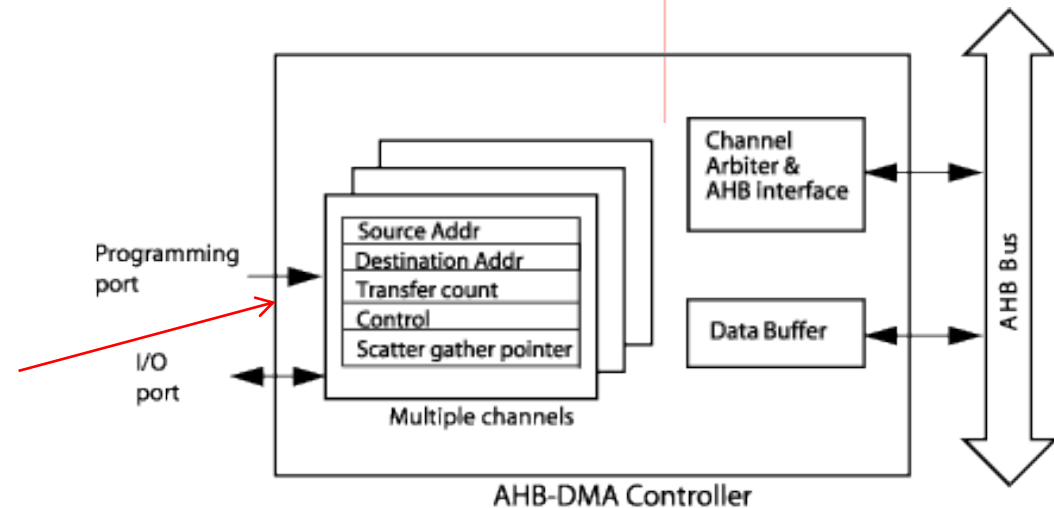 Channel
Arbiter &
AHB interface
Source Addr
Destination Addr
Transfer count
Control
Scatter gather pointer
Programming
port
I/O
port
Multiple channels
Data Buffer
AHB Bus
AHB-DMA Controller